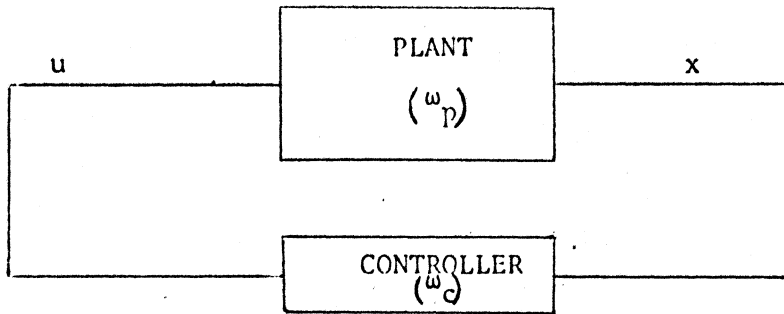 PLANT
u
x
(ω_p)
CONTROLLER
(ω_c)